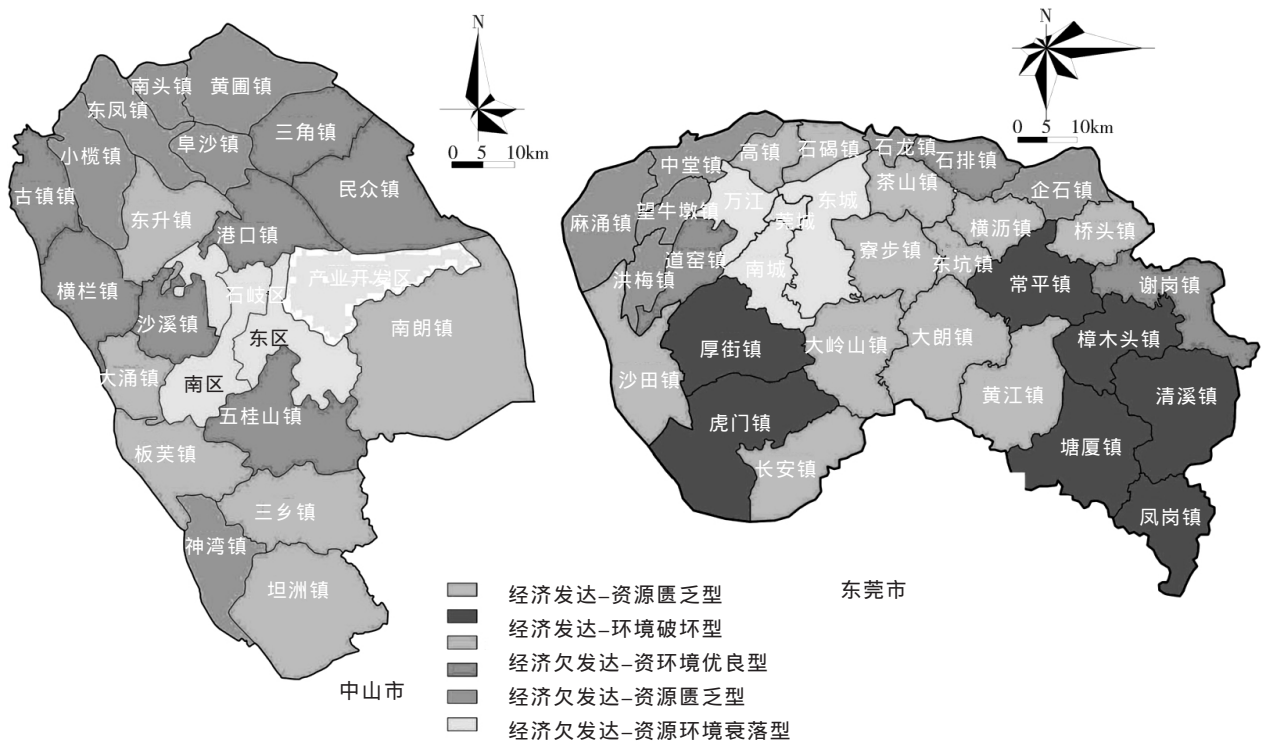 N
0 5 10km
南头镇
黄圃镇
东凤镇
三角镇
阜沙镇
小榄镇
民众镇
古镇镇
东升镇
港口镇
产业开发区
横栏镇
石岐区
沙溪镇
南朗镇
东区
大涌镇
南区
五桂山镇
板芙镇
三乡镇
神湾镇
坦洲镇
中山市
N
0 5 10km
中堂镇
高镇
石碣镇
石龙镇
石排镇
茶山镇
企石镇
麻涌镇
望牛墩镇
万江
东城
莞城
横沥镇
桥头镇
道窑镇
寮步镇
东坑镇
洪梅镇
南城
常平镇
谢岗镇
厚街镇
大岭山镇
大朗镇
樟木头镇
沙田镇
黄江镇
清溪镇
虎门镇
塘厦镇
长安镇
凤岗镇
东莞市
经济发达–资源匮乏型
经济发达–环境破坏型
经济欠发达–资环境优良型
经济欠发达–资源匮乏型
经济欠发达–资源环境衰落型